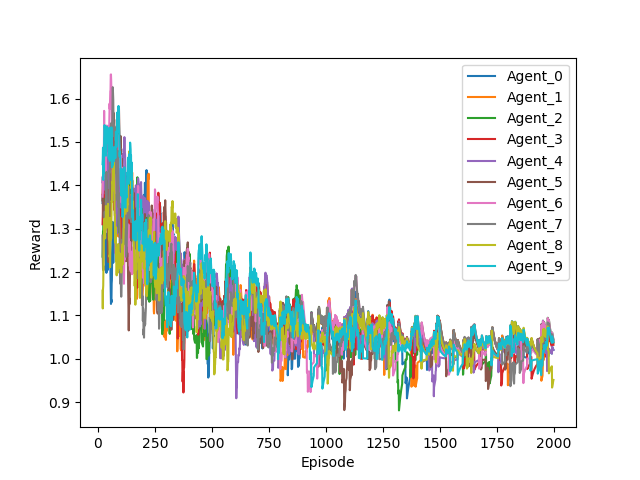 Agent_0
Agent_1
Agent_2
Agent_3
Agent_4
Agent_5
Agent_6
Agent_7
Agent_8
Agent_9
1.6
1.5
1.4
1.3
1.2
1.1
1.0
0.9
Reward
0 250 500 750 1000 1250 1500 1750 2000
Episode